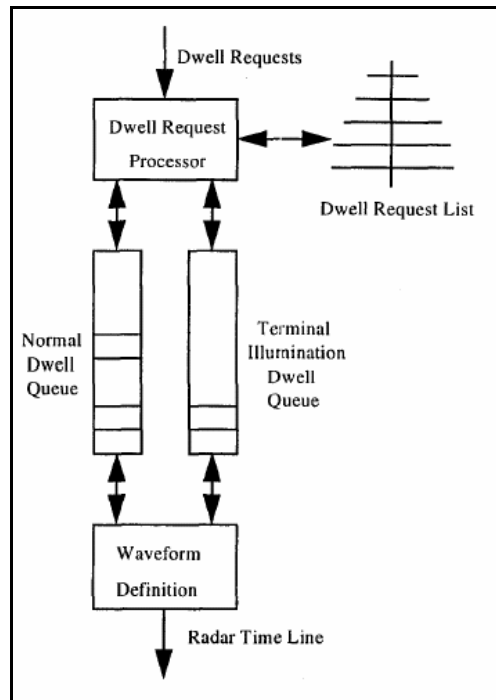 Dwell Requests
Dwell Request
Processor
Dwell Request List
Normal
Dwell
Queue
Terminal
Illumination
Dwell
Queue
Waveform
Definition
Radar Time Line